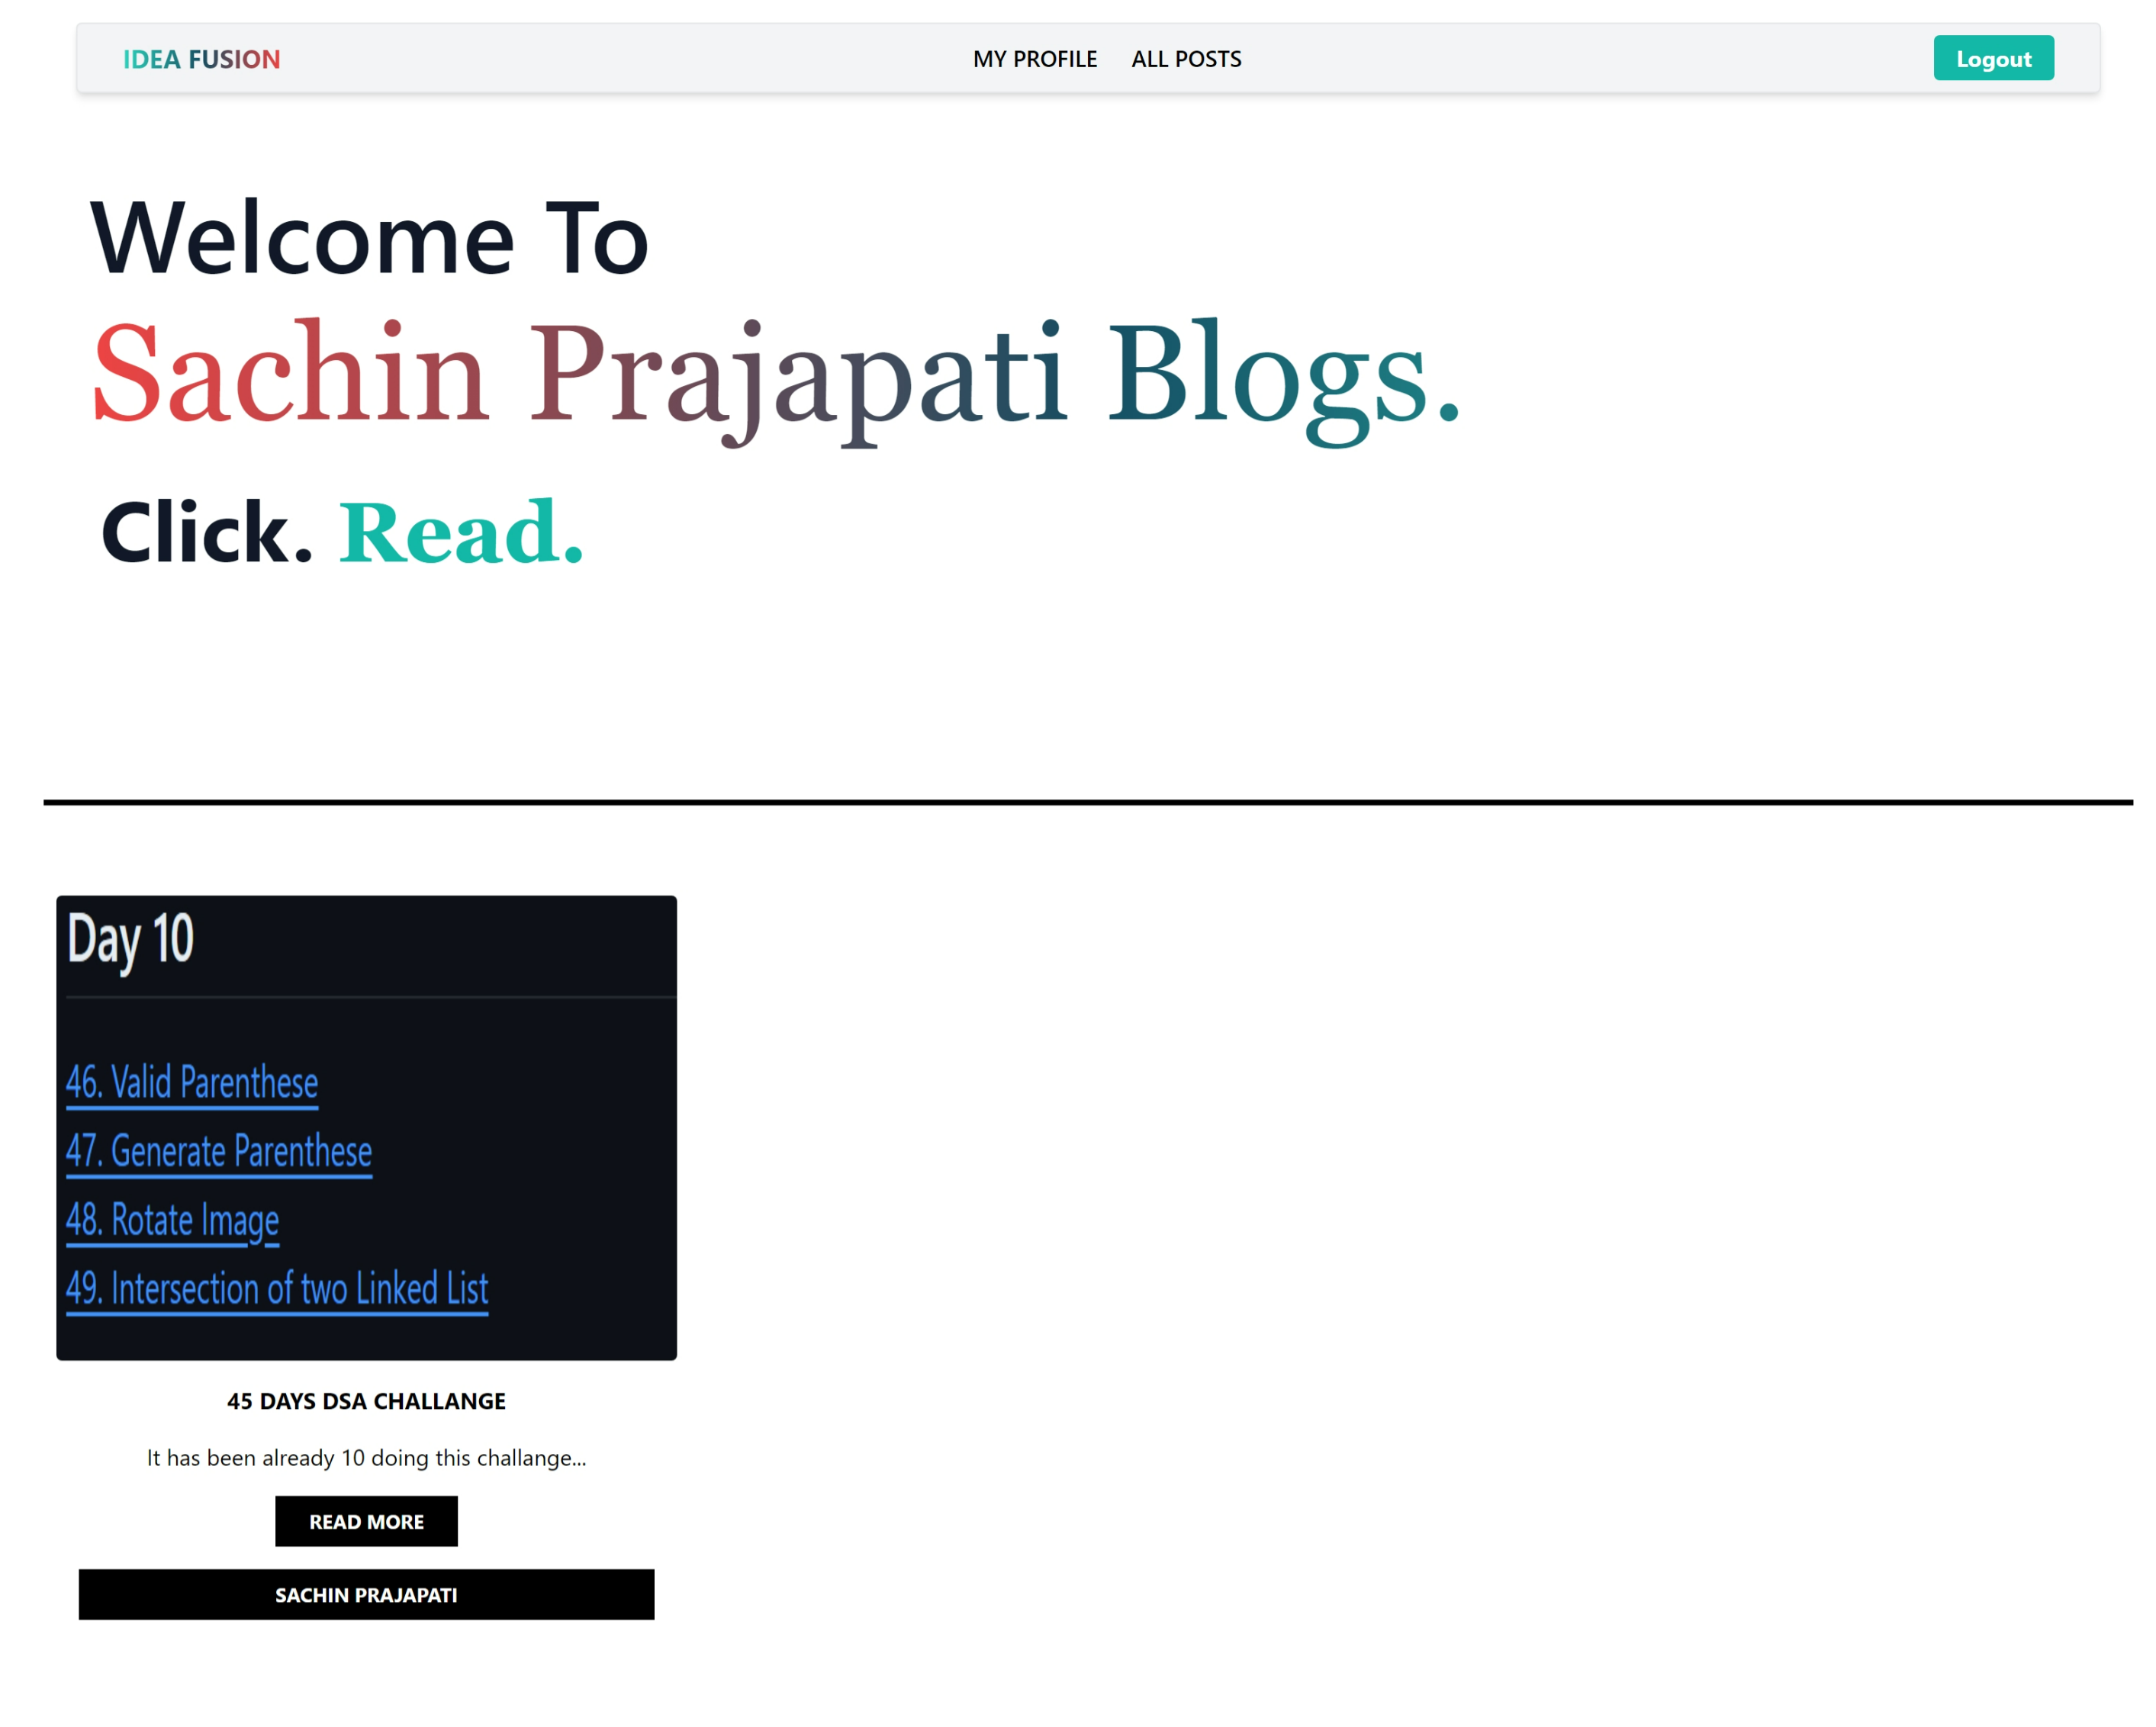 IDEA FUSION MY PROFILE ALL POSTS Logout
Welcome To
Sachin Prajapati Blogs.
Click. Read.
Day 10
46. Valid Parenthese
47. Generate Parenthese
48. Rotate Image
49. Intersection of two Linked List
45 DAYS DSA CHALLANGE
It has been already 10 doing this challange...
READ MORE
SACHIN PRAJAPATI